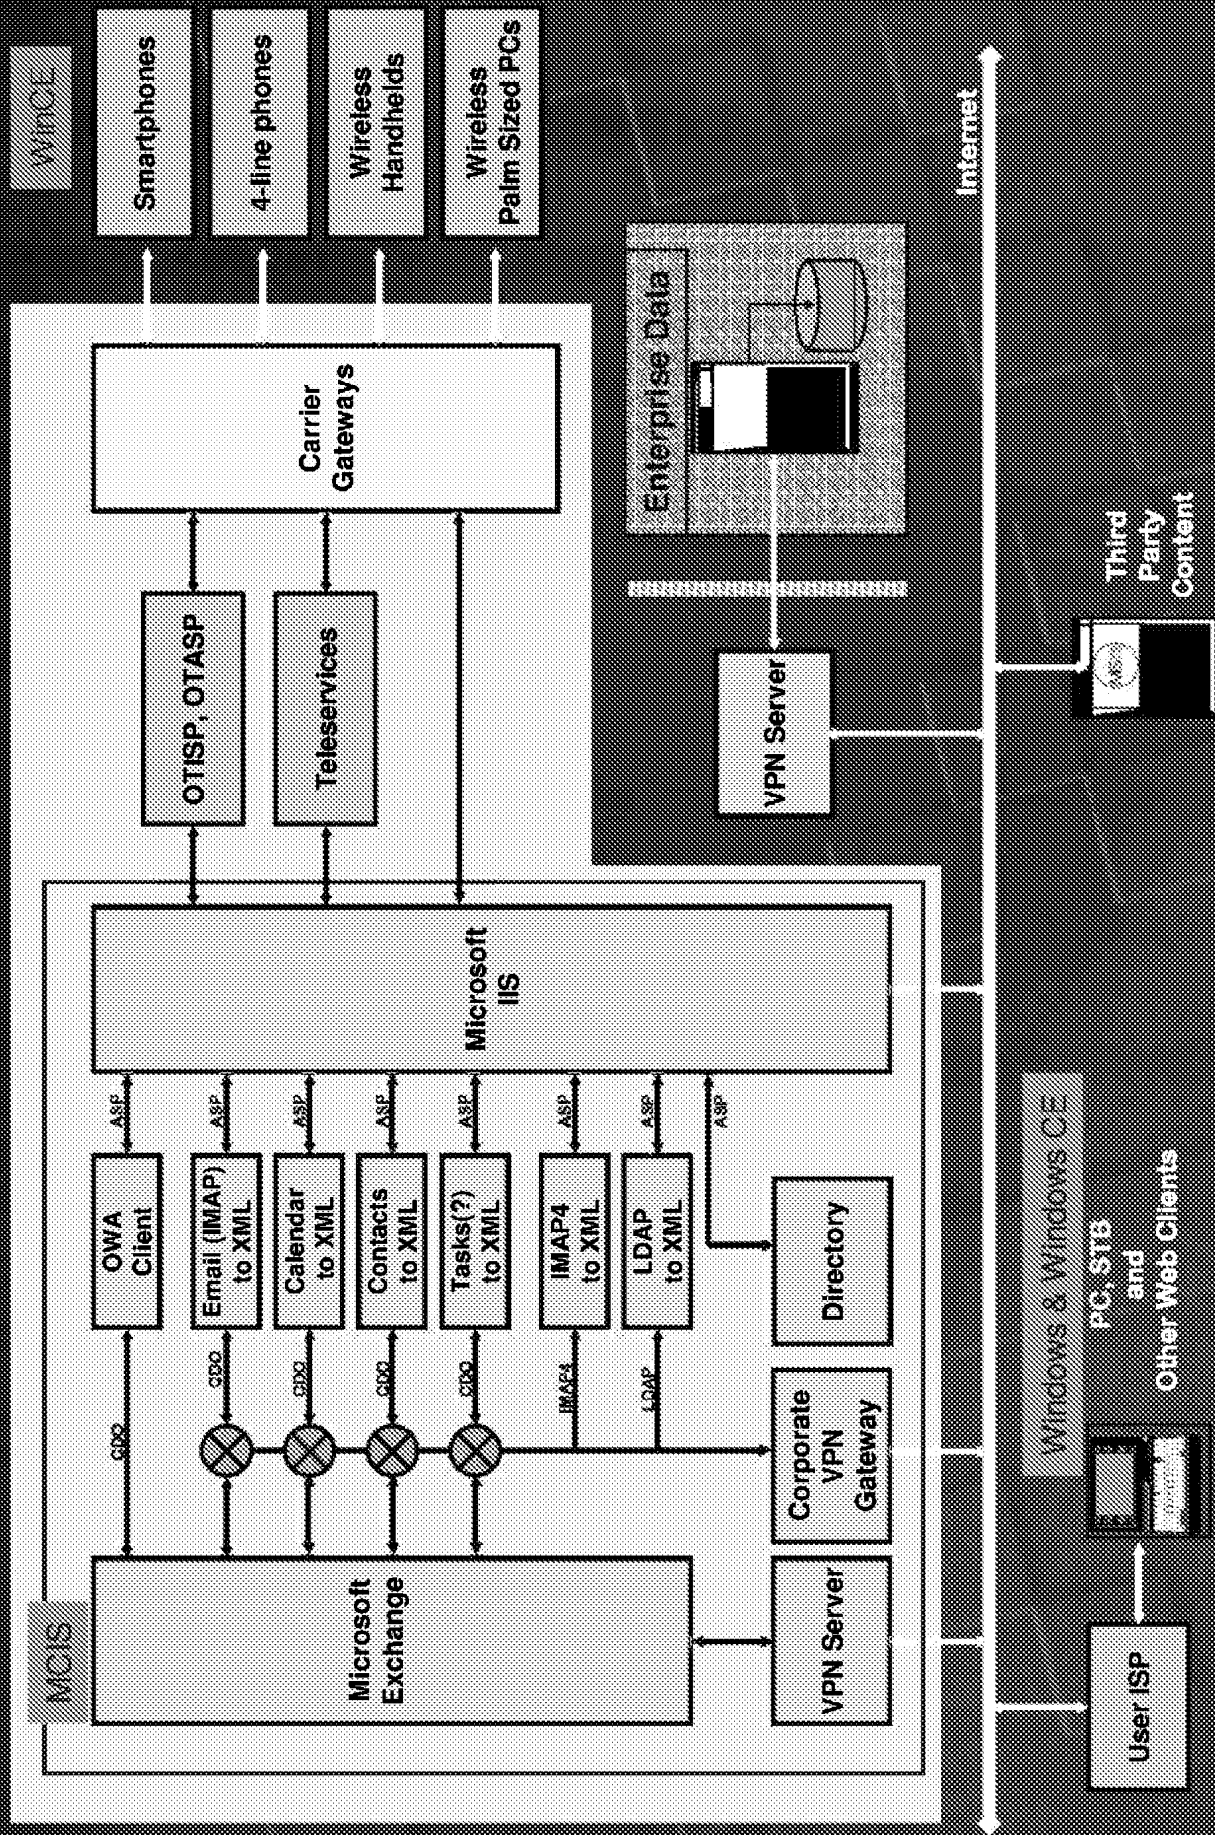 MCIS
WinCE
Microsoft
Exchange
VPN Server
CDO
CDO
CDO
CDO
CDO
IMAP4
LDAP
OWA
Client
Email (IMAP)
to XML
Calendar
to XML
Contacts
to XML
Tasks(?)
to XML
IMAP4
to XML
LDAP
to XML
Corporate
VPN
Gateway
Directory
ASP
ASP
ASP
ASP
ASP
ASP
ASP
ASP
Microsoft
IIS
OTISP, OTASP
Teleservices
Carrier
Gateways
Smartphones
4-line phones
Wireless
Handhelds
Wireless
Palm Sized PCs
VPN Server
Enterprise Data
Internet
User ISP
Windows & Windows CE
PC, STB
and
Other Web Clients
Third
Party
Content